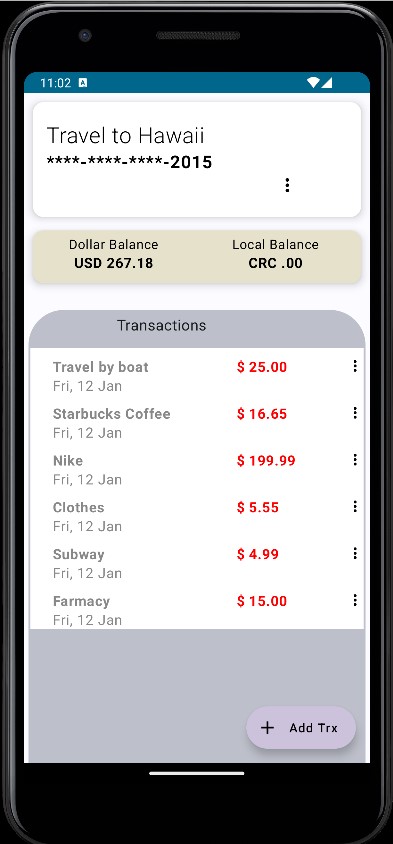 11:02 A
Travel to Hawaii
****-****-****-2015
Dollar Balance Local Balance
USD 267.18 CRC .00
Transactions
Travel by boat $ 25.00
Fri, 12 Jan
Starbucks Coffee $ 16.65
Fri, 12 Jan
Nike $ 199.99
Fri, 12 Jan
Clothes $ 5.55
Fri, 12 Jan
Subway $ 4.99
Fri, 12 Jan
Farmacy $ 15.00
Fri, 12 Jan
+ Add Trx